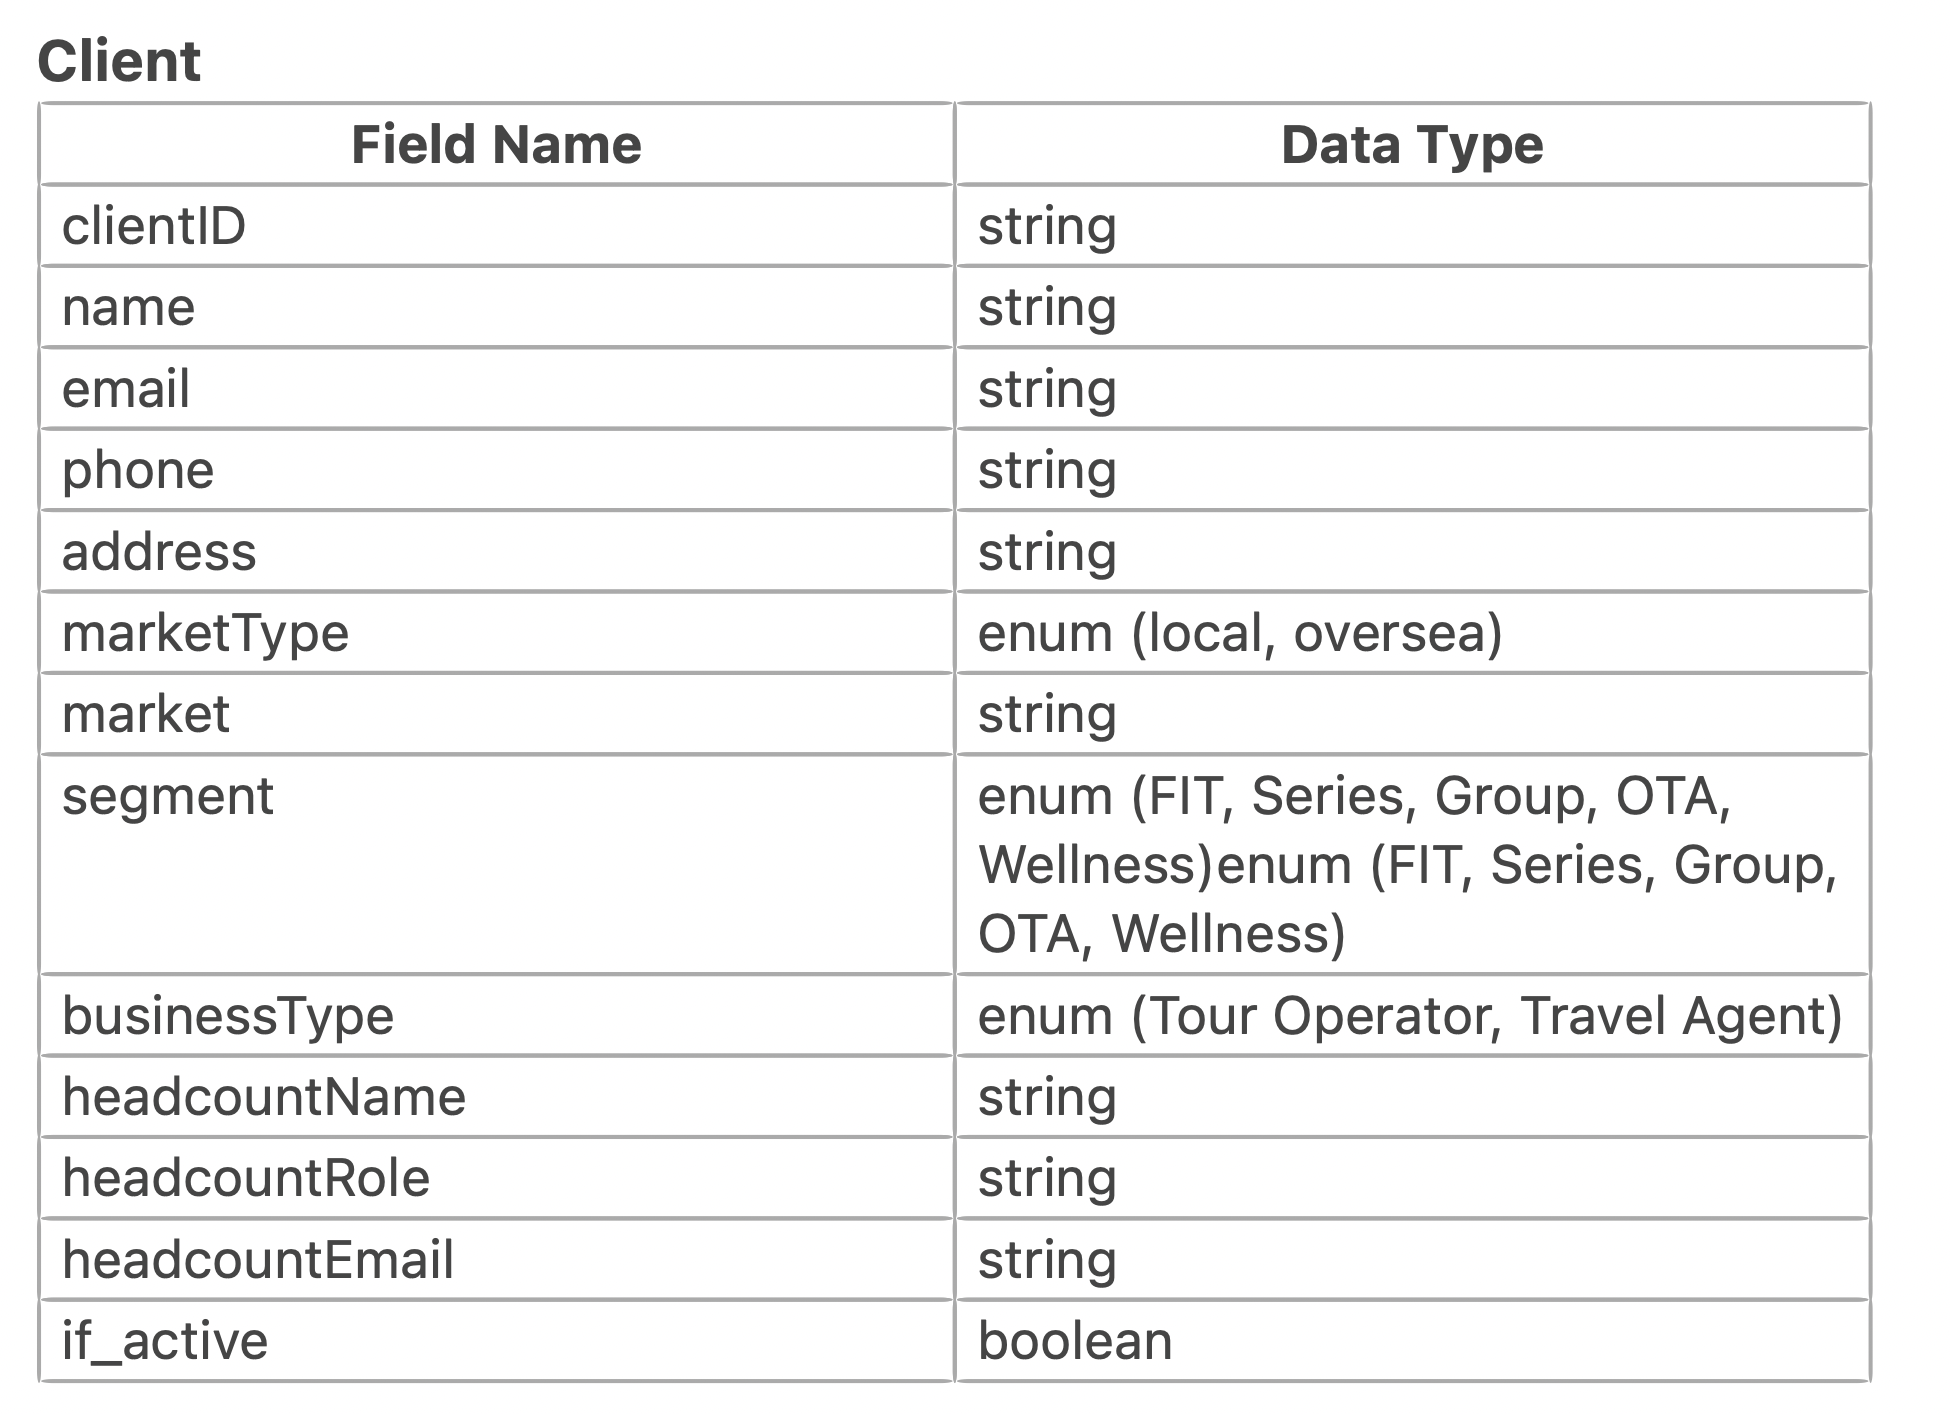 Client
Field Name Data Type
clientID string
name string
email string
phone string
address string
marketType enum (local, oversea)
market string
segment enum (FIT, Series, Group, OTA,
Wellness)enum (FIT, Series, Group,
OTA, Wellness)
businessType enum (Tour Operator, Travel Agent)
headcountName string
headcountRole string
headcountEmail string
if_active boolean